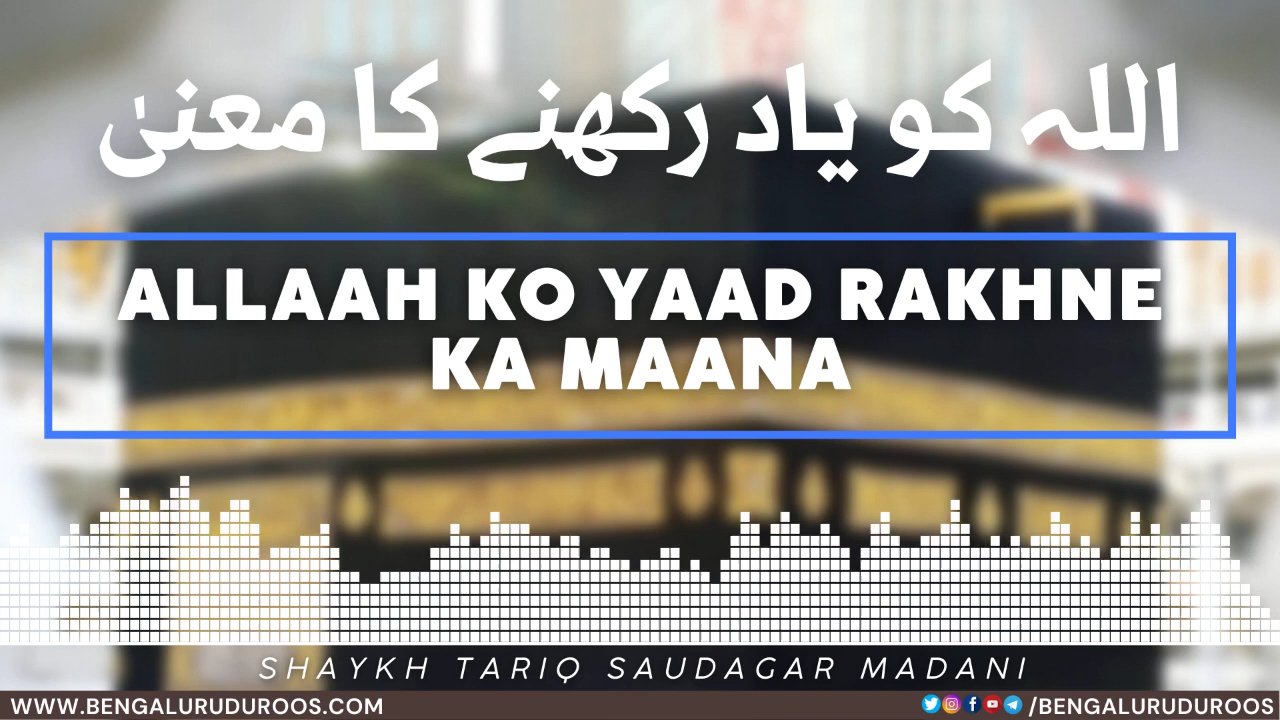 اللہ کو یاد رکھنے کا معنیٰ
ALLAAH KO YAAD RAKHNE
KA MAANA
SHAYKH TARIQ SAUDAGAR MADANI
WWW.BENGALURUDUROOS.COM
/BENGALURUDUROOS